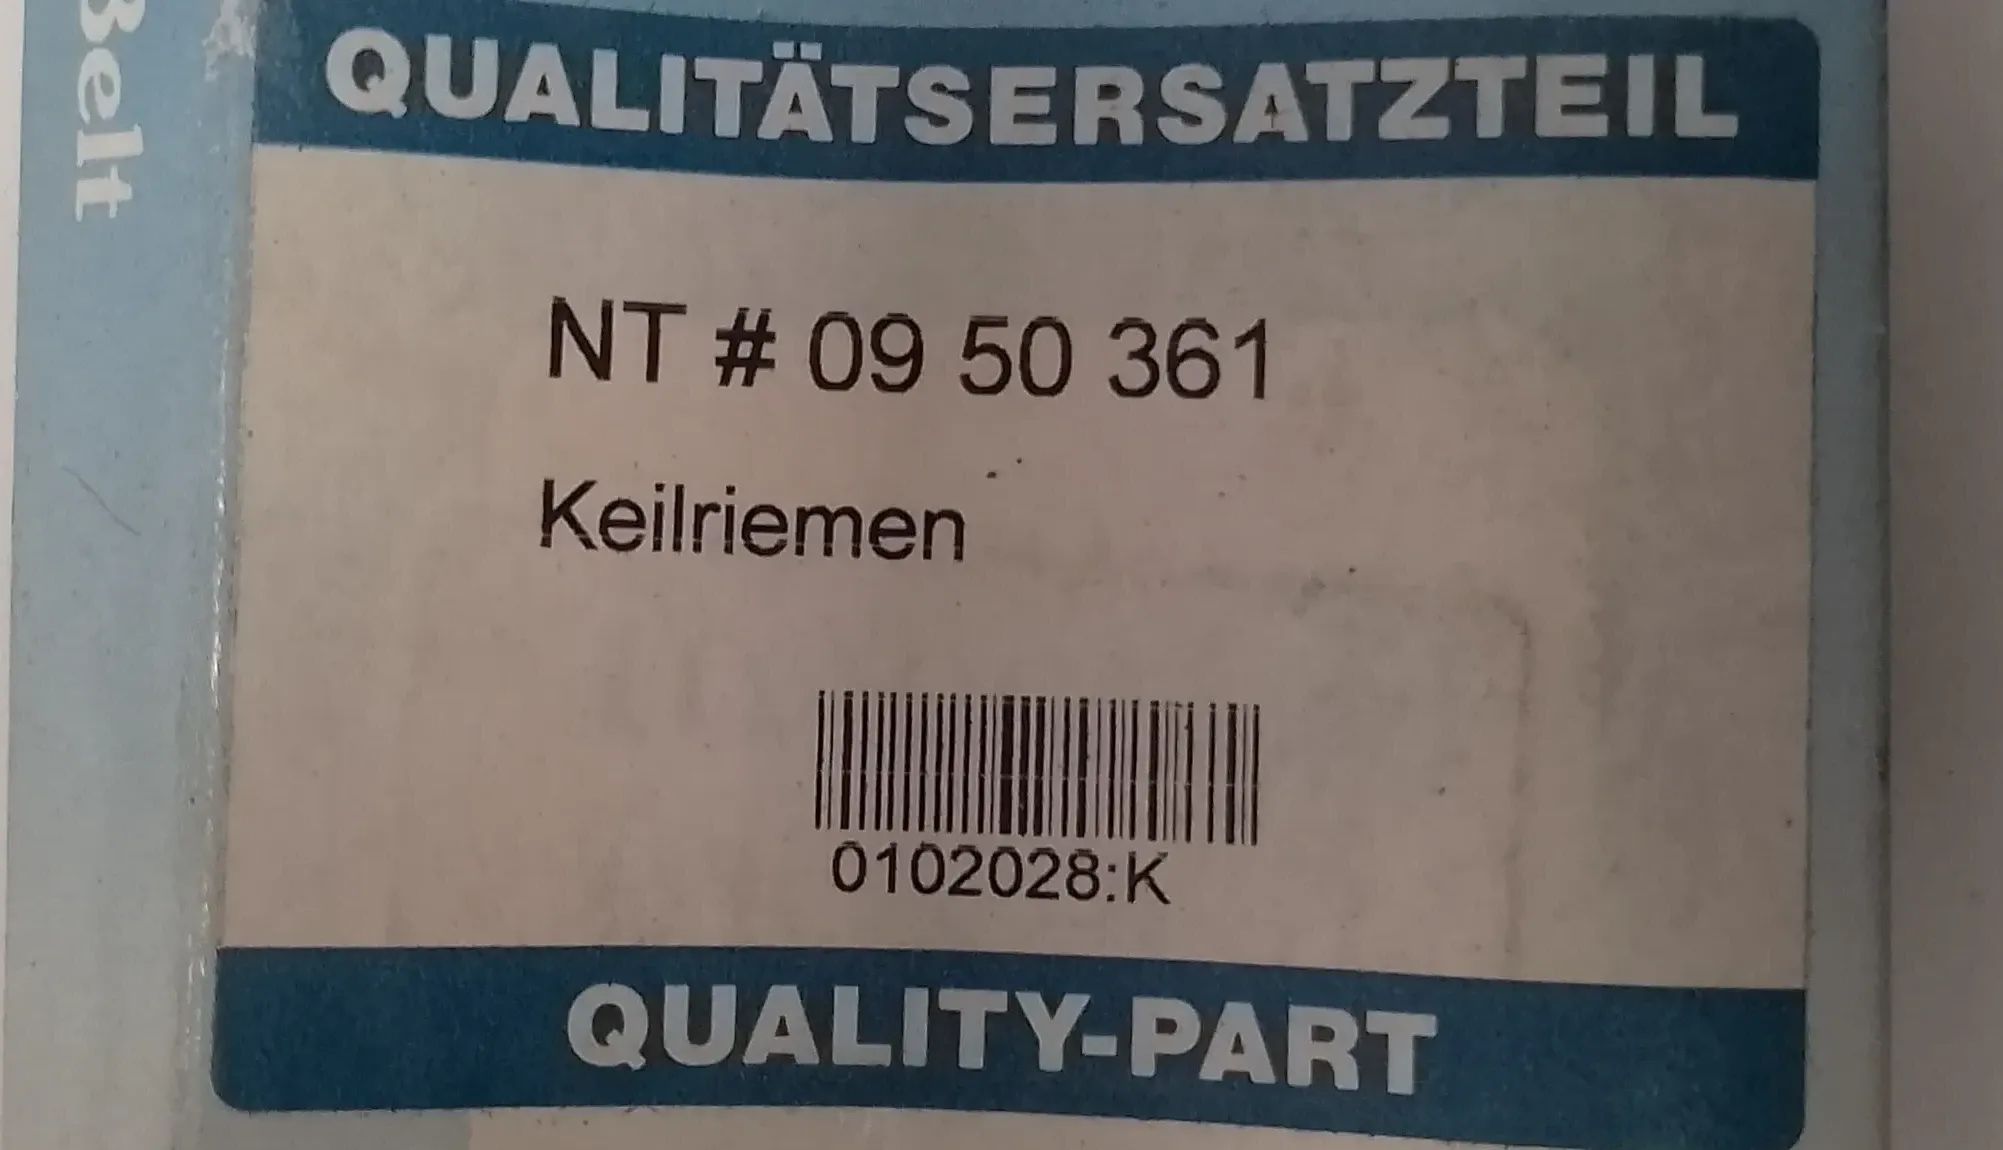 Belt
QUALITÄTSERSATZTEIL
NT # 09 50 361
Keilriemen
0102028:K
QUALITY-PART